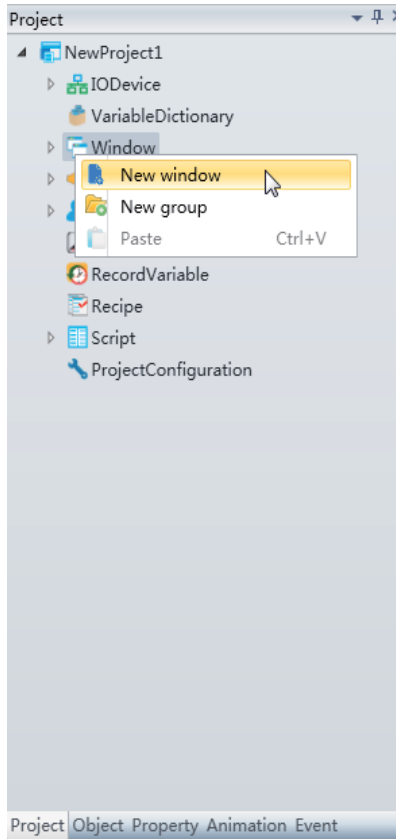 Project
NewProject1
IODevice
VariableDictionary
Window
New window
New group
Paste Ctrl+V
RecordVariable
Recipe
Script
ProjectConfiguration
Project Object Property Animation Event